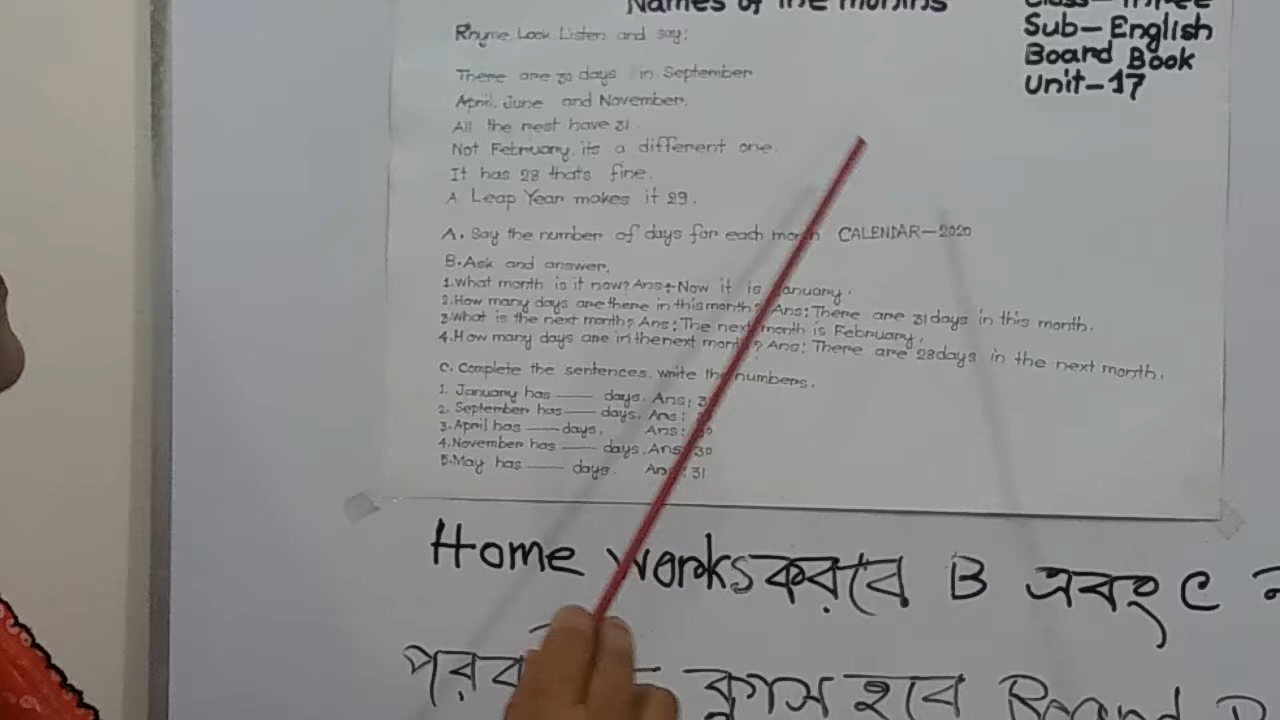 Names of the months
Class-Three
Sub-English
Board Book
Unit-17
Rhyme. Look Listen and say:
There are 30 days in September
April, June and November.
All the rest have 31.
Not February, its a different one.
It has 28 thats fine.
A Leap Year makes it 29.
A. Say the number of days for each month CALENDAR-2020
B. Ask and answer.
1. What month is it now? Ans: Now it is January.
2. How many days are there in this month? Ans: There are 31 days in this month.
3. What is the next month? Ans: The next month is February.
4. How many days are in the next month? Ans: There are 28 days in the next month.
C. Complete the sentences. write the numbers.
1. January has ___ days. Ans: 3
2. September has ___ days. Ans:
3. April has ___ days. Ans: 30
4. November has ___ days. Ans: 30
5. May has ___ days. Ans: 31
Home works করবে B এবং C
ক্লাস হবে Board